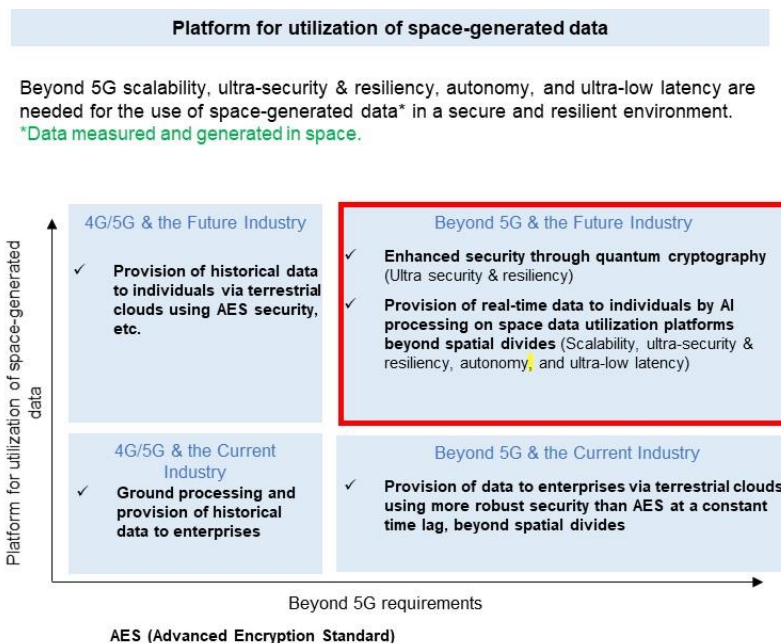 Platform for utilization of space-generated data
Beyond 5G scalability, ultra-security & resiliency, autonomy, and ultra-low latency are
needed for the use of space-generated data* in a secure and resilient environment.
*Data measured and generated in space.
Platform for utilization of space-generated
data
4G/5G & the Future Industry
✓ Provision of historical data
to individuals via terrestrial
clouds using AES security,
etc.
Beyond 5G & the Future Industry
✓ Enhanced security through quantum cryptography
(Ultra security & resiliency)
✓ Provision of real-time data to individuals by AI
processing on space data utilization platforms
beyond spatial divides (Scalability, ultra-security &
resiliency, autonomy, and ultra-low latency)
4G/5G & the Current
Industry
✓ Ground processing and
provision of historical
data to enterprises
Beyond 5G & the Current Industry
✓ Provision of data to enterprises via terrestrial clouds
using more robust security than AES at a constant
time lag, beyond spatial divides
Beyond 5G requirements
AES (Advanced Encryption Standard)